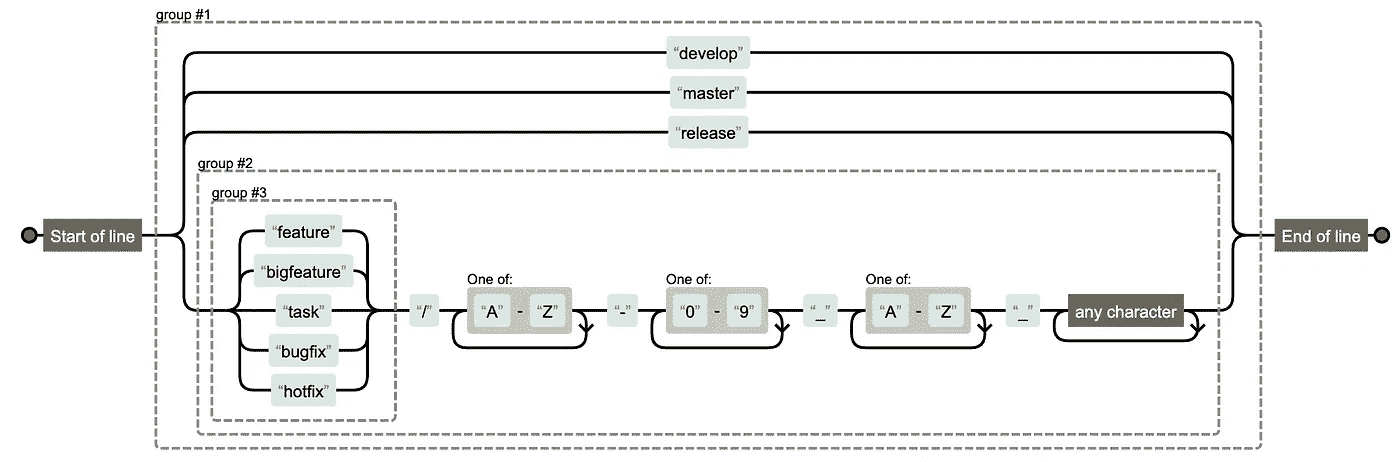 group #1
“develop”
“master”
“release”
group #2
group #3
Start of line
“feature”
“bigfeature”
“task”
“bugfix”
“hotfix”
“/”
One of:
“A” - “Z”
“-”
One of:
“0” - “9”
“_”
One of:
“A” - “Z”
“_”
any character
End of line